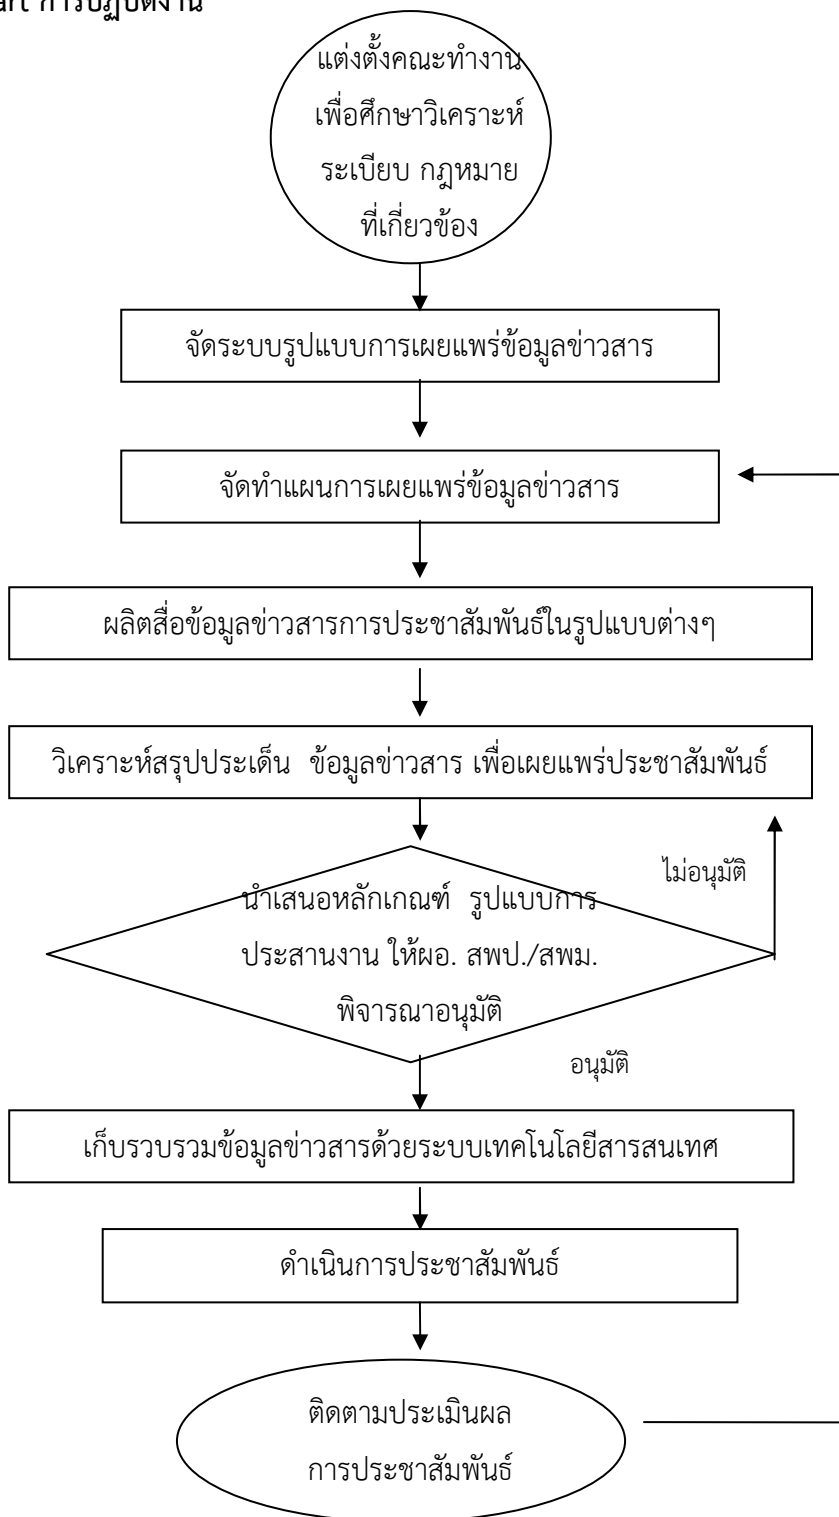 art การปฏิบัติงาน
แต่งตั้งคณะทำงาน
เพื่อศึกษาวิเคราะห์
ระเบียบ กฎหมาย
ที่เกี่ยวข้อง
จัดระบบรูปแบบการเผยแพร่ข้อมูลข่าวสาร
จัดทำแผนการเผยแพร่ข้อมูลข่าวสาร
ผลิตสื่อข้อมูลข่าวสารการประชาสัมพันธ์ในรูปแบบต่างๆ
วิเคราะห์สรุปประเด็น ข้อมูลข่าวสาร เพื่อเผยแพร่ประชาสัมพันธ์
ไม่อนุมัติ
นำเสนอหลักเกณฑ์ รูปแบบการ
ประสานงาน ให้ผอ. สพป./สพม.
พิจารณาอนุมัติ
อนุมัติ
เก็บรวบรวมข้อมูลข่าวสารด้วยระบบเทคโนโลยีสารสนเทศ
ดำเนินการประชาสัมพันธ์
ติดตามประเมินผล
การประชาสัมพันธ์